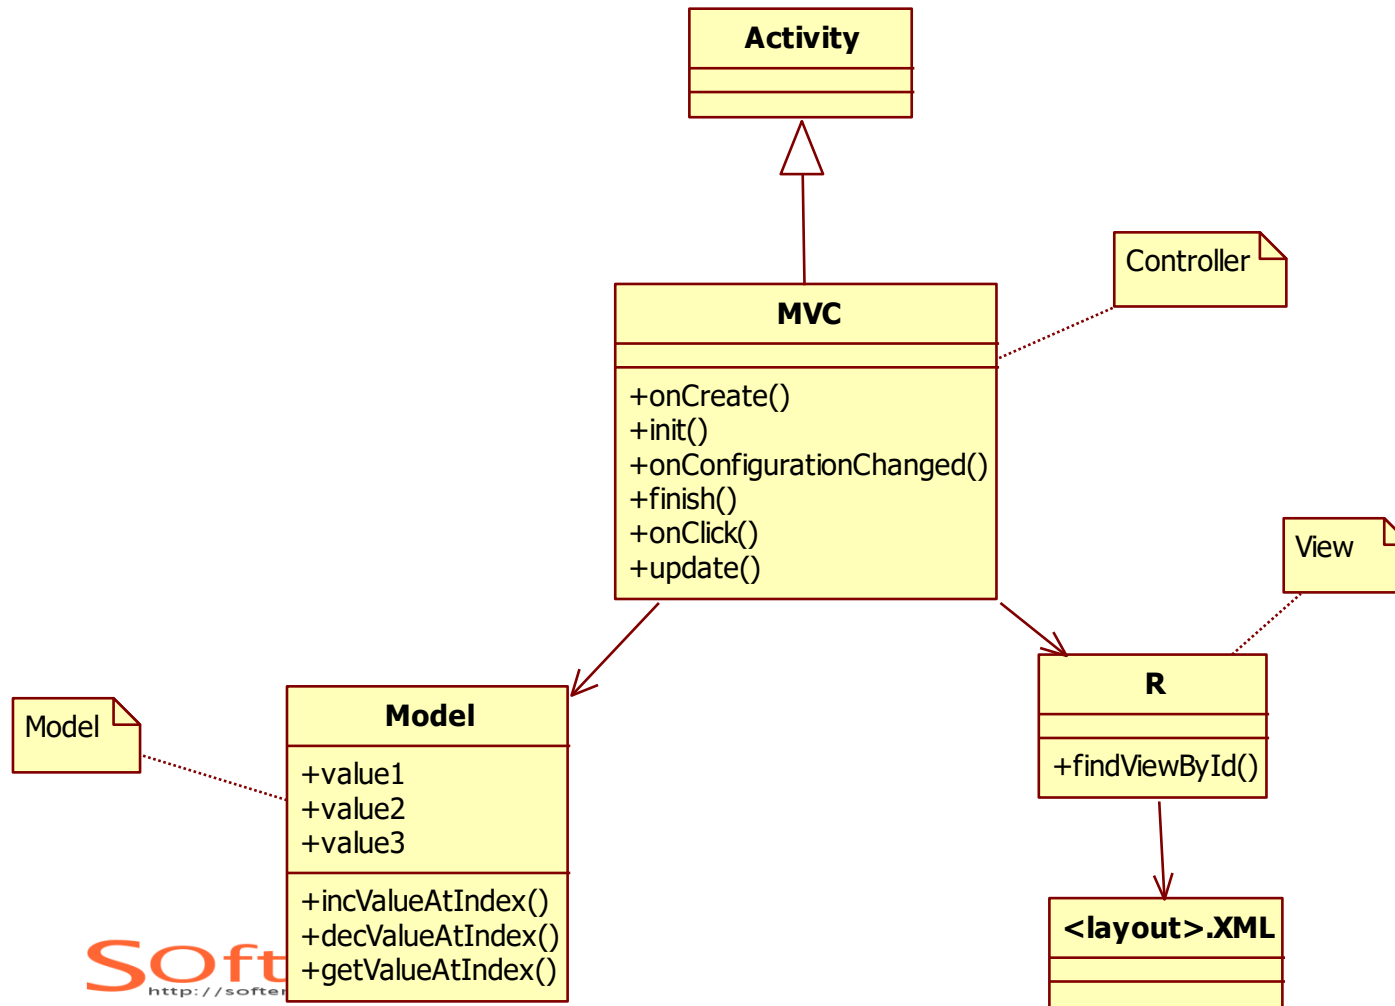 Activity
Controller
MVC
+onCreate()
+init()
+onConfigurationChanged()
+finish()
+onClick()
+update()
View
R
+findViewById()
Model
Model
+value1
+value2
+value3
+incValueAtIndex()
+decValueAtIndex()
+getValueAtIndex()
<layout>.XML